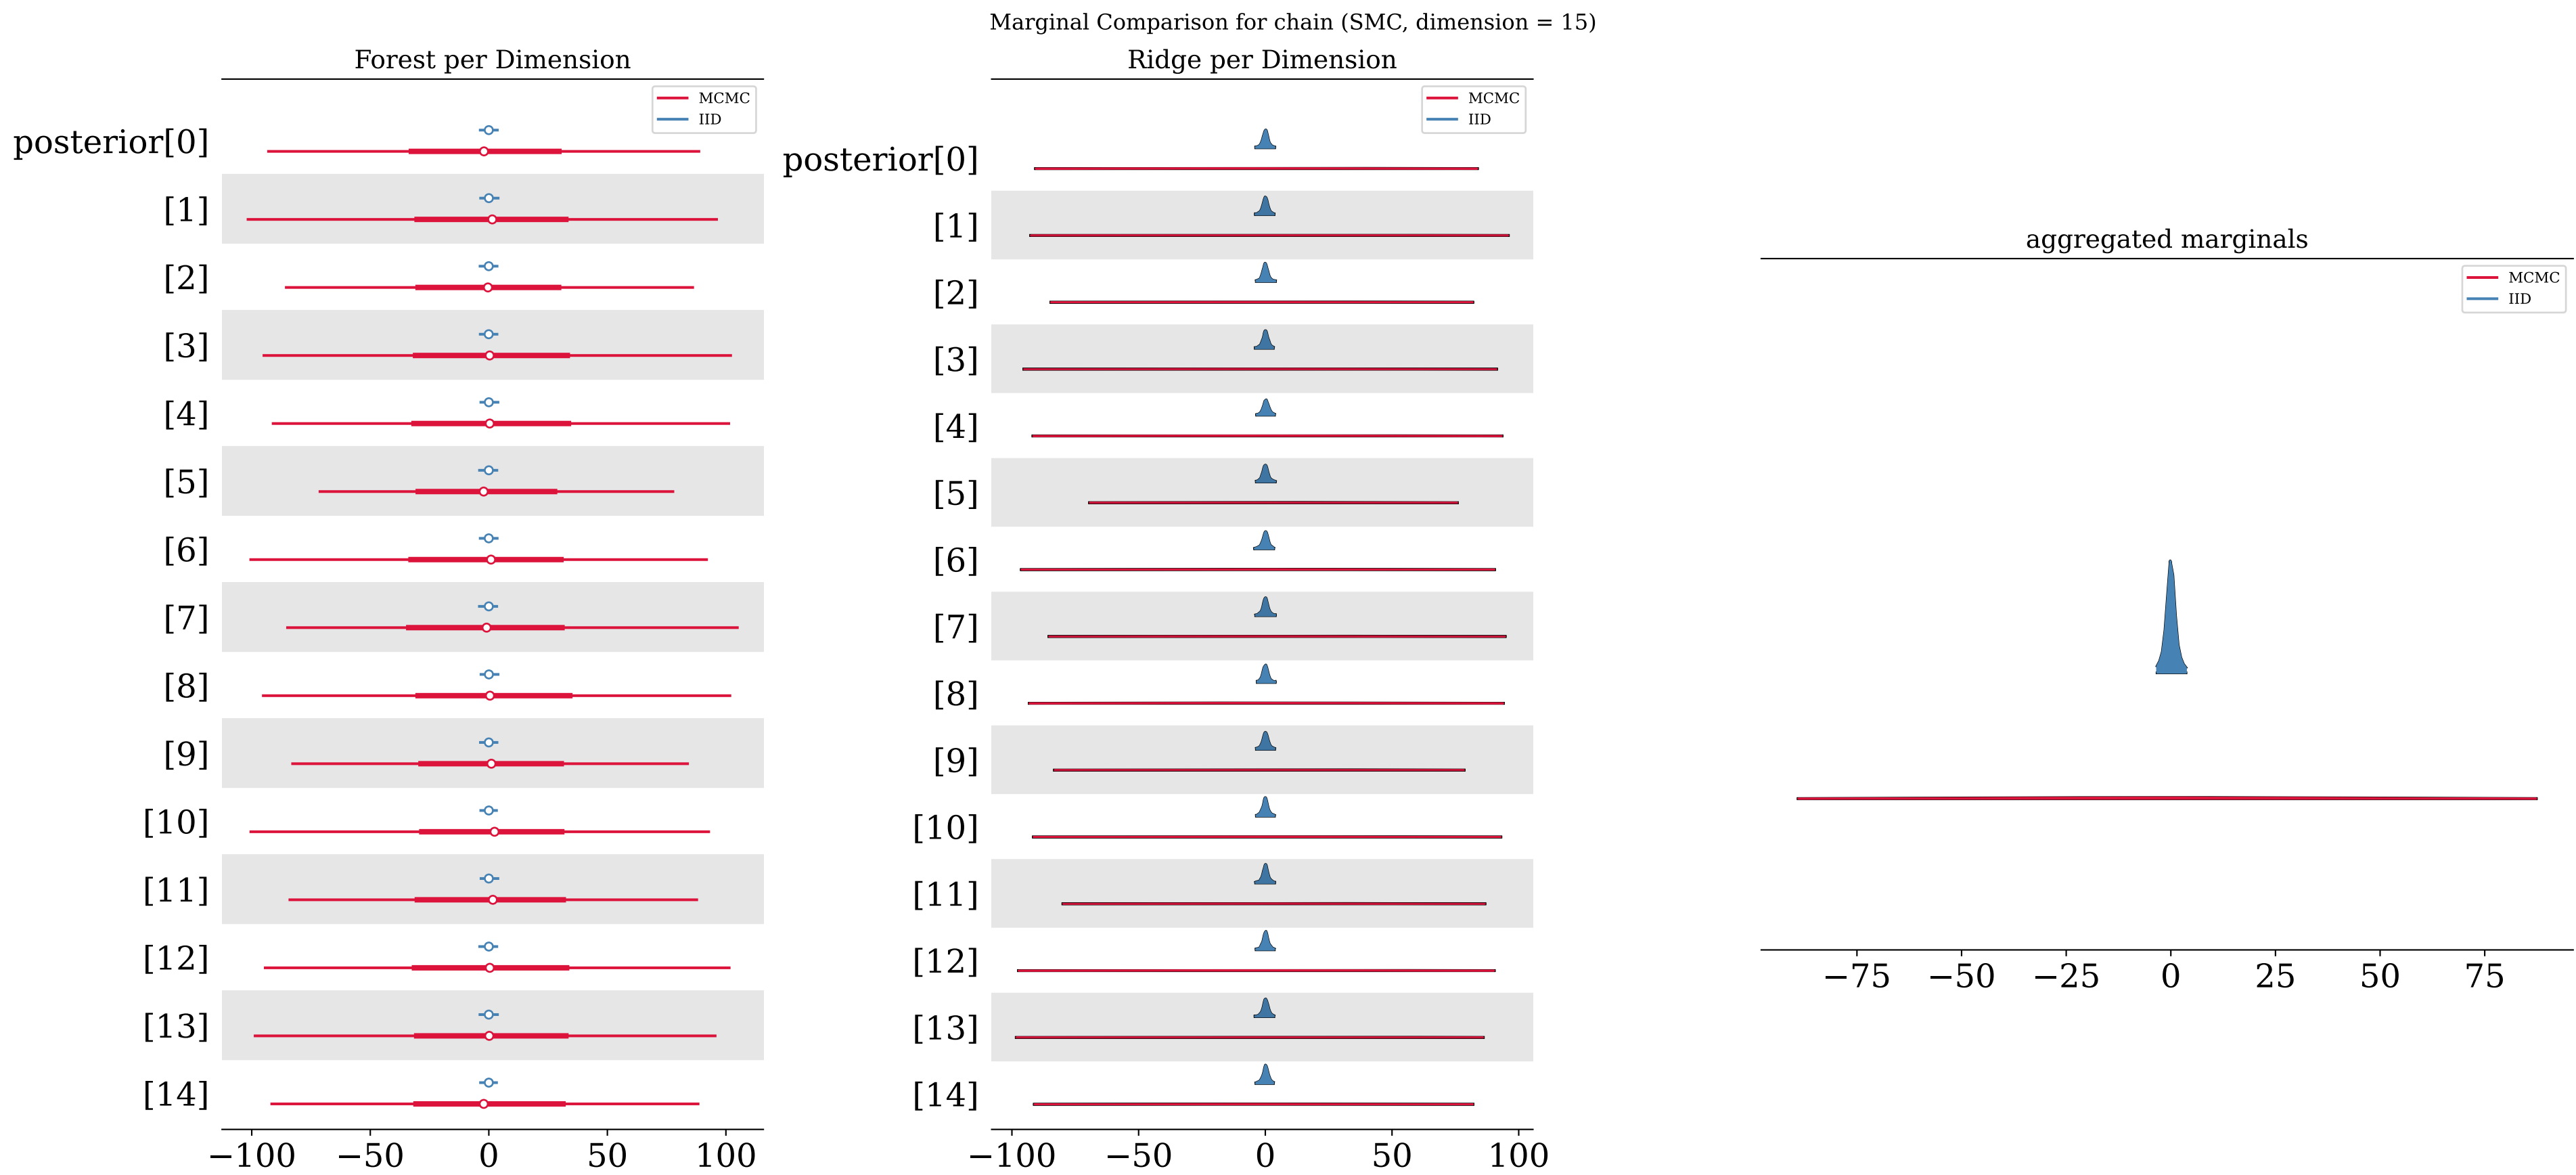 Marginal Comparison for chain (SMC, dimension = 15)
Forest per Dimension
MCMC
IID
posterior[0]
[1]
[2]
[3]
[4]
[5]
[6]
[7]
[8]
[9]
[10]
[11]
[12]
[13]
[14]
−100 −50 0 50 100
Ridge per Dimension
MCMC
IID
posterior[0]
[1]
[2]
[3]
[4]
[5]
[6]
[7]
[8]
[9]
[10]
[11]
[12]
[13]
[14]
−100 −50 0 50 100
aggregated marginals
MCMC
IID
−75 −50 −25 0 25 50 75